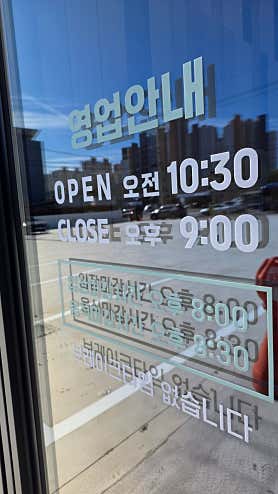 영업안내
OPEN 오전 10:30
CLOSE 오후 9:00
입장마감시간 오후 8:00
주문마감시간 오후 8:30
브레이크타임 없습니다